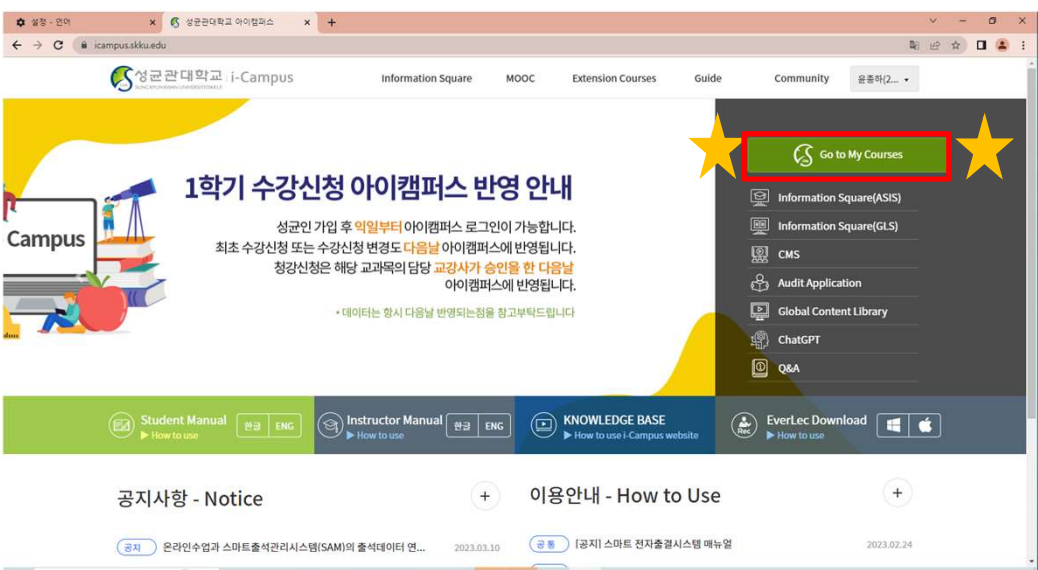 설정 - 언어
성균관대학교 아이캠퍼스
icampus.skku.edu
성균관대학교 i-Campus
Information Square
MOOC
Extension Courses
Guide
Community
윤종하(2...
Go to My Courses
Information Square(ASIS)
Information Square(GLS)
CMS
Audit Application
Global Content Library
ChatGPT
Q&A
Campus
1학기 수강신청 아이캠퍼스 반영 안내
성균인 가입 후 익일부터 아이캠퍼스 로그인이 가능합니다.
최초 수강신청 또는 수강신청 변경도 다음날 아이캠퍼스에 반영됩니다.
청강신청은 해당 교과목의 담당 교강사가 승인을 한 다음날
아이캠퍼스에 반영됩니다.
• 데이터는 항시 다음날 반영되는점을 참고부탁드립니다
Student Manual
한글 ENG
▶ How to use
Instructor Manual
한글 ENG
▶ How to use
KNOWLEDGE BASE
▶ How to use i-Campus website
Rec
EverLec Download
▶ How to use
공지사항 - Notice
+
공지
온라인수업과 스마트출석관리시스템(SAM)의 출석데이터 연...
2023.03.10
이용안내 - How to Use
+
공통
[공지] 스마트 전자출결시스템 매뉴얼
2023.02.24